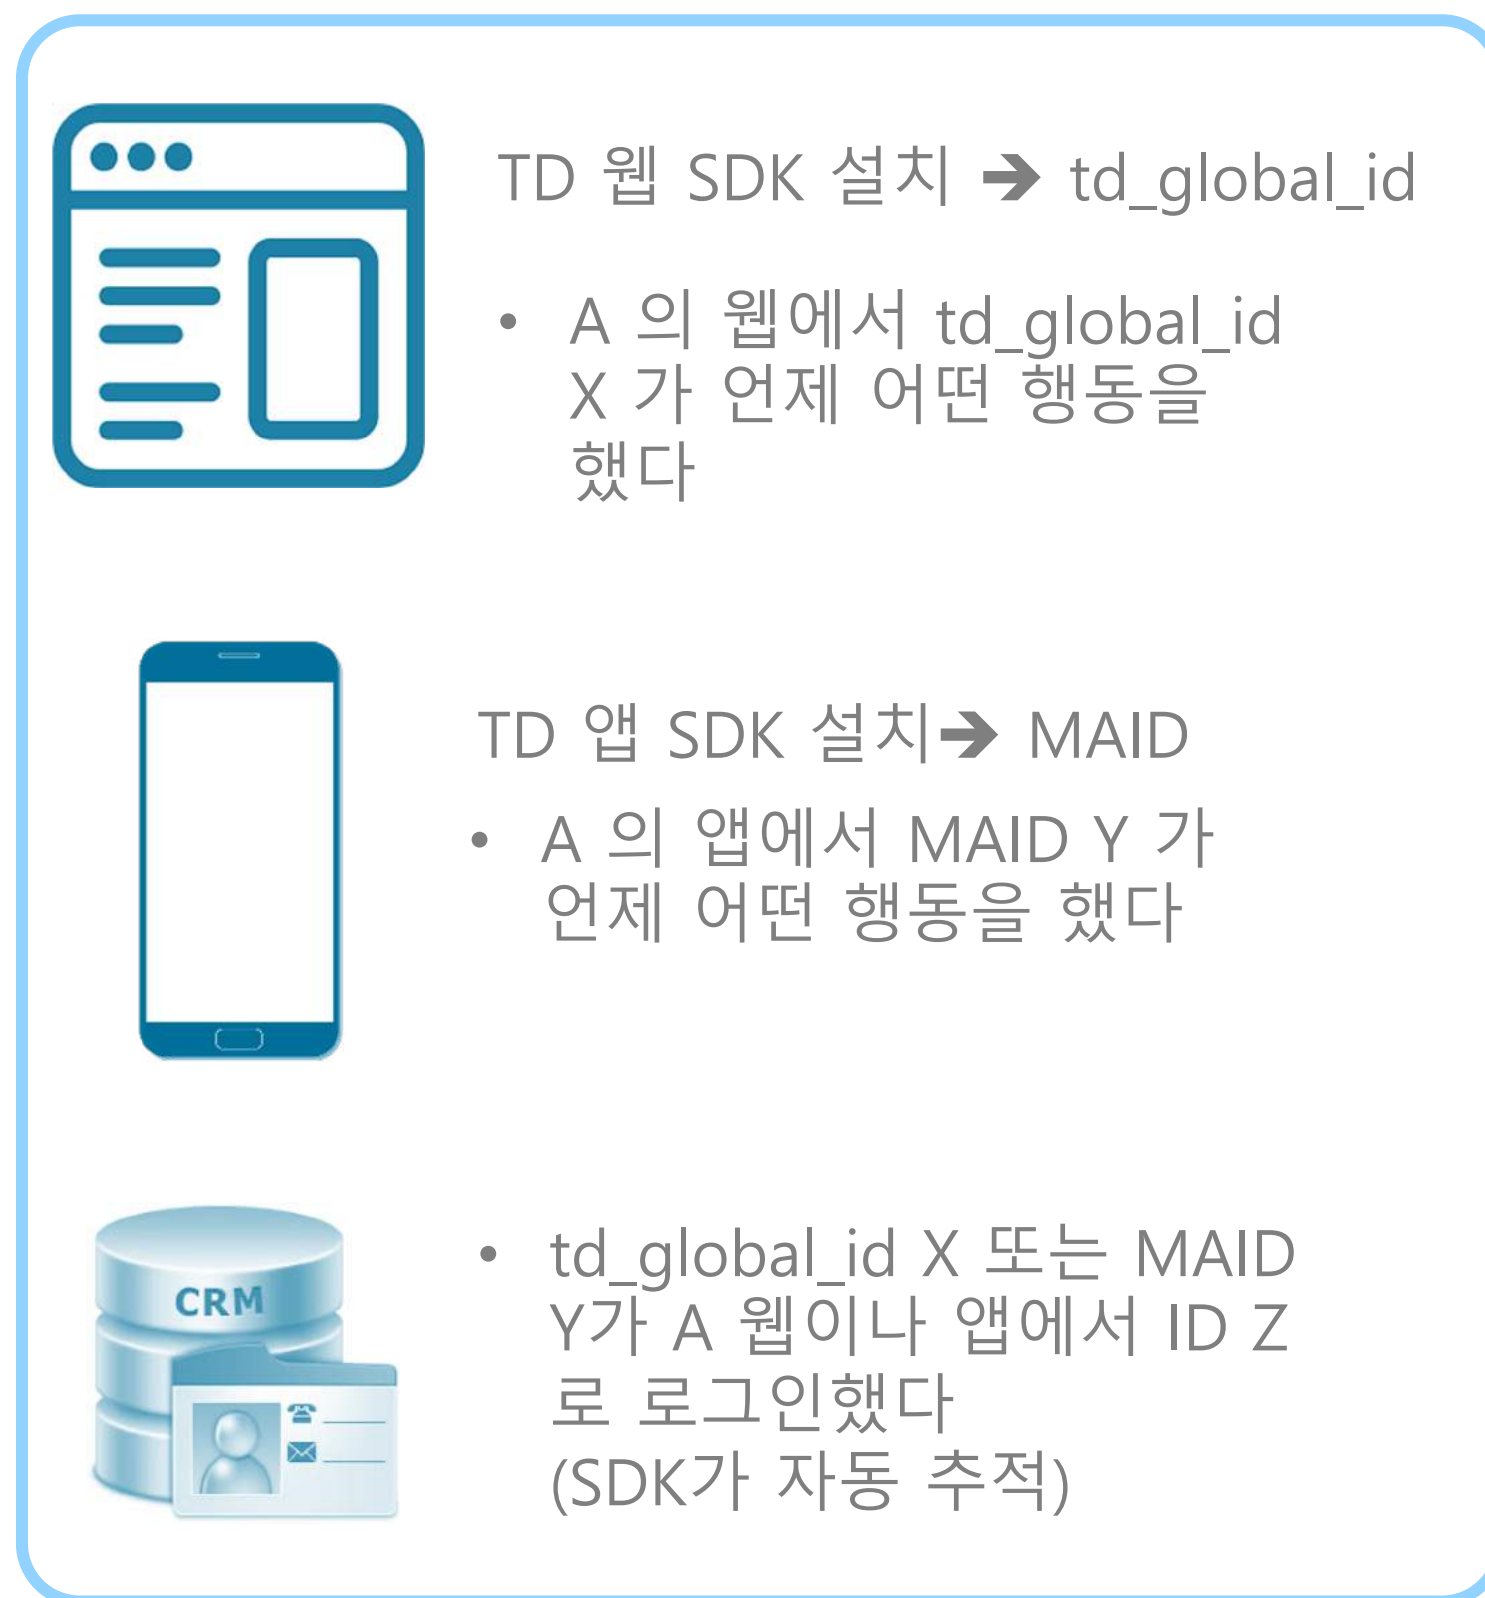 TD 웹 SDK 설치 ➔ td_global_id
• A 의 웹에서 td_global_id
X 가 언제 어떤 행동을
했다
TD 앱 SDK 설치➔ MAID
• A 의 앱에서 MAID Y 가
언제 어떤 행동을 했다
CRM
• td_global_id X 또는 MAID
Y가 A 웹이나 앱에서 ID Z
로 로그인했다
(SDK가 자동 추적)